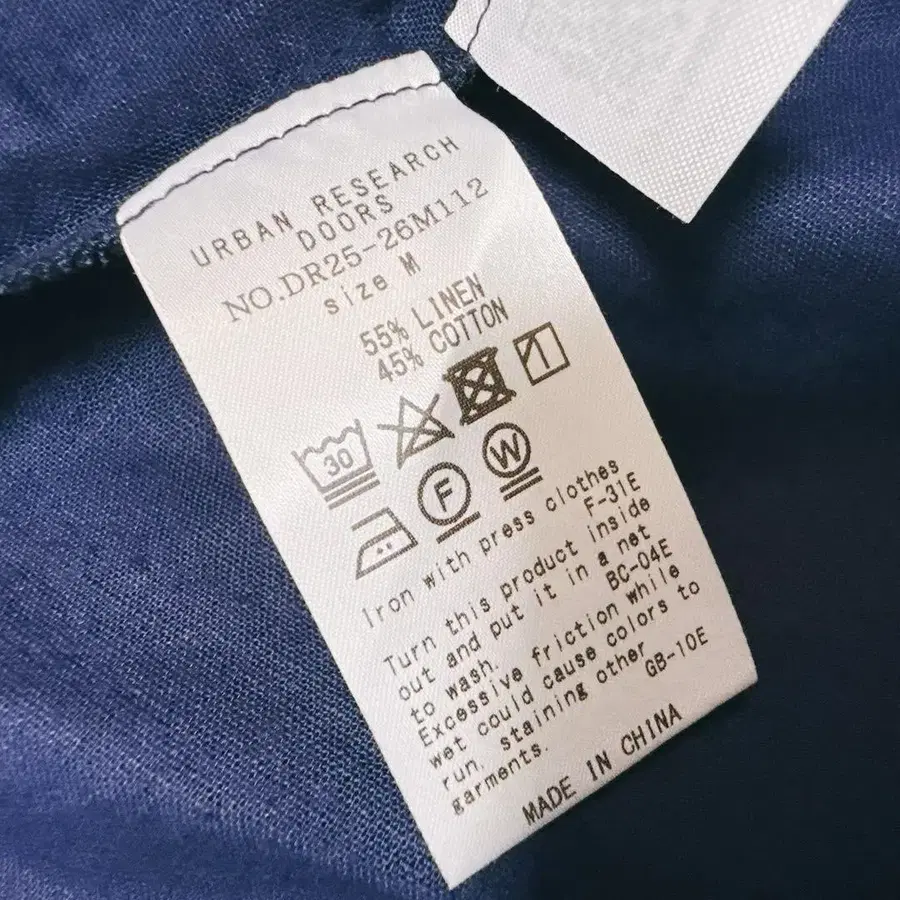 URBAN RESEARCH
DOORS
NO.DR25-26M112
size M
55% LINEN
45% COTTON
30
F
W
Iron with press clothes
F-31E
Turn this product inside
out and put it in a net
to wash.
BC-04E
Excessive friction while
wet could cause colors to
run, staining other
garments.
GB-10E
MADE IN CHINA